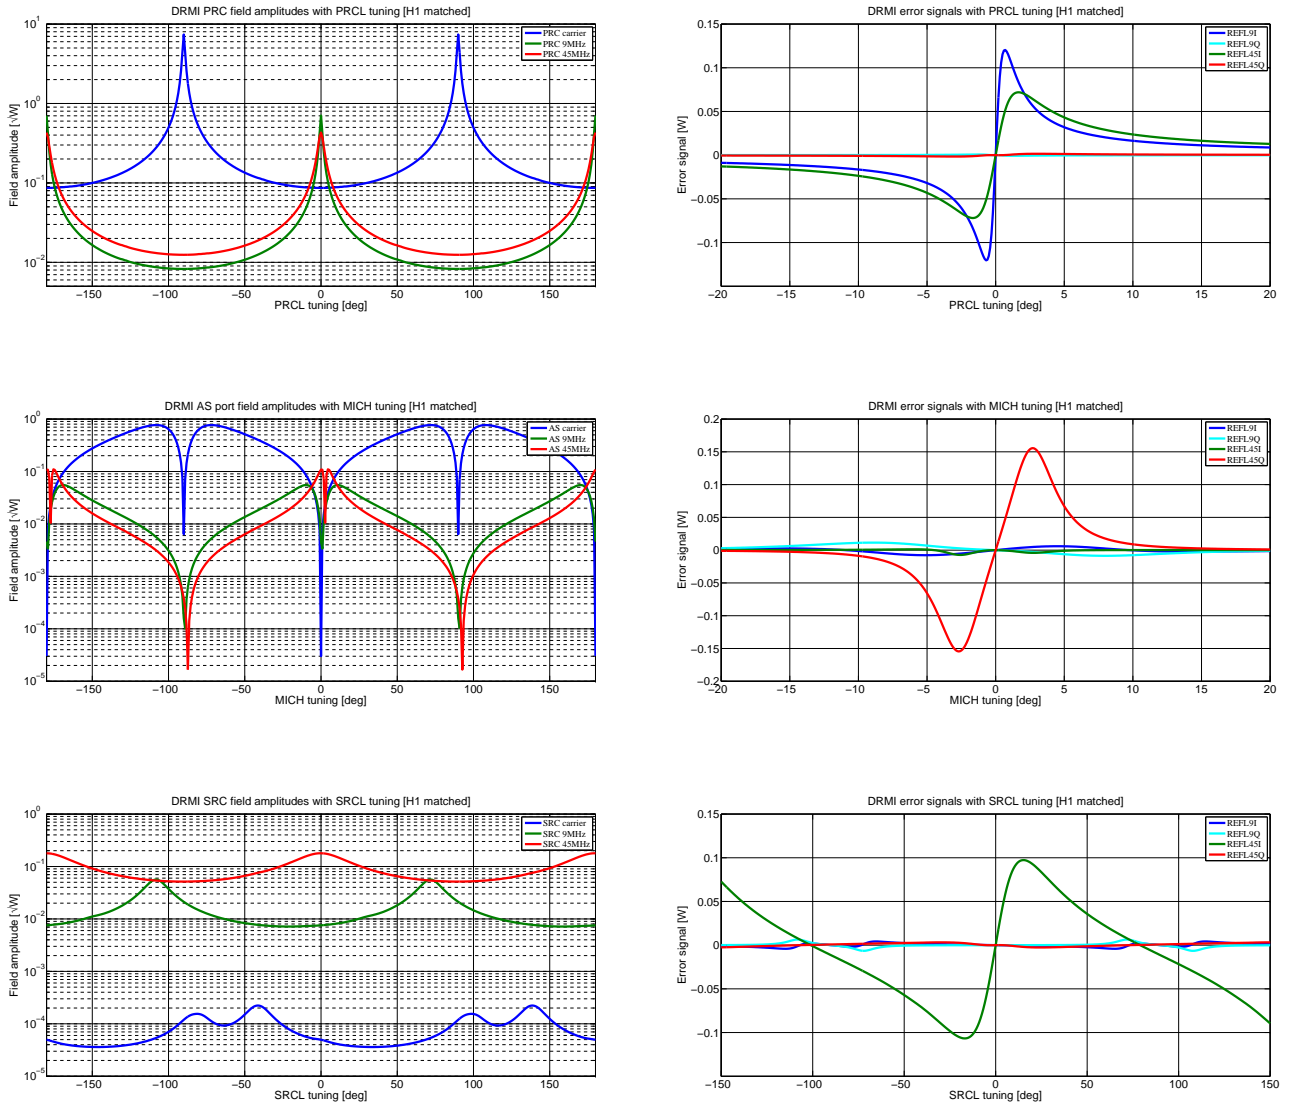 DRMI PRC field amplitudes with PRCL tuning [H1 matched]
Field amplitude [√W]
10^1
10^0
10^-1
10^-2
PRC carrier
PRC 9MHz
PRC 45MHz
-150 -100 -50 0 50 100 150
PRCL tuning [deg]
DRMI error signals with PRCL tuning [H1 matched]
Error signal [W]
0.15
0.1
0.05
0
-0.05
-0.1
REFL9I
REFL9Q
REFL45I
REFL45Q
-20 -15 -10 -5 0 5 10 15 20
PRCL tuning [deg]
DRMI AS port field amplitudes with MICH tuning [H1 matched]
Field amplitude [√W]
10^0
10^-1
10^-2
10^-3
10^-4
10^-5
AS carrier
AS 9MHz
AS 45MHz
-150 -100 -50 0 50 100 150
MICH tuning [deg]
DRMI error signals with MICH tuning [H1 matched]
Error signal [W]
0.2
0.15
0.1
0.05
0
-0.05
-0.1
-0.15
-0.2
REFL9I
REFL9Q
REFL45I
REFL45Q
-20 -15 -10 -5 0 5 10 15 20
MICH tuning [deg]
DRMI SRC field amplitudes with SRCL tuning [H1 matched]
Field amplitude [√W]
10^0
10^-1
10^-2
10^-3
10^-4
10^-5
SRC carrier
SRC 9MHz
SRC 45MHz
-150 -100 -50 0 50 100 150
SRCL tuning [deg]
DRMI error signals with SRCL tuning [H1 matched]
Error signal [W]
0.15
0.1
0.05
0
-0.05
-0.1
REFL9I
REFL9Q
REFL45I
REFL45Q
-150 -100 -50 0 50 100 150
SRCL tuning [deg]